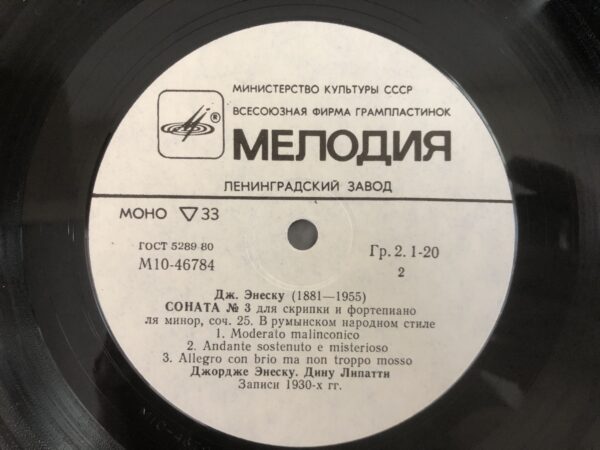 МИНИСТЕРСТВО КУЛЬТУРЫ СССР
ВСЕСОЮЗНАЯ ФИРМА ГРАМПЛАСТИНОК
®
МЕЛОДИЯ
ЛЕНИНГРАДСКИЙ ЗАВОД
МОНО ▽ 33
ГОСТ 5289-80
Гр. 2. 1-20
М10-46784
2
Дж. Энеску (1881—1955)
СОНАТА № 3 для скрипки и фортепиано
ля минор, соч. 25. В румынском народном стиле
1. Moderato malinconico
2. Andante sostenuto e misterioso
3. Allegro con brio ma non troppo mosso
Джордже Энеску, Дину Липатти
Записи 1930-х гг.